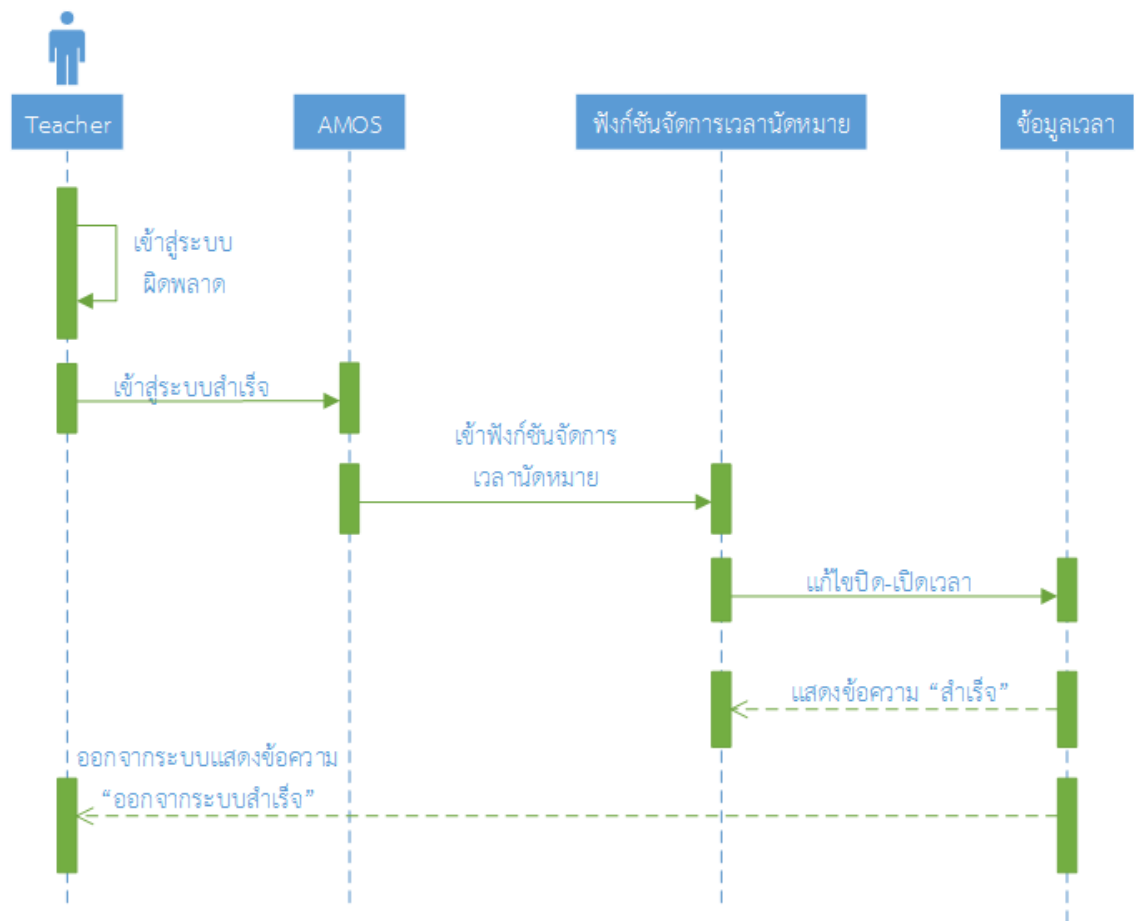 Teacher
AMOS
ฟังก์ชันจัดการเวลานัดหมาย
ข้อมูลเวลา
เข้าสู่ระบบ
ผิดพลาด
เข้าสู่ระบบสำเร็จ
เข้าฟังก์ชันจัดการ
เวลานัดหมาย
แก้ไขปิด-เปิดเวลา
แสดงข้อความ “สำเร็จ”
ออกจากระบบแสดงข้อความ
“ออกจากระบบสำเร็จ”